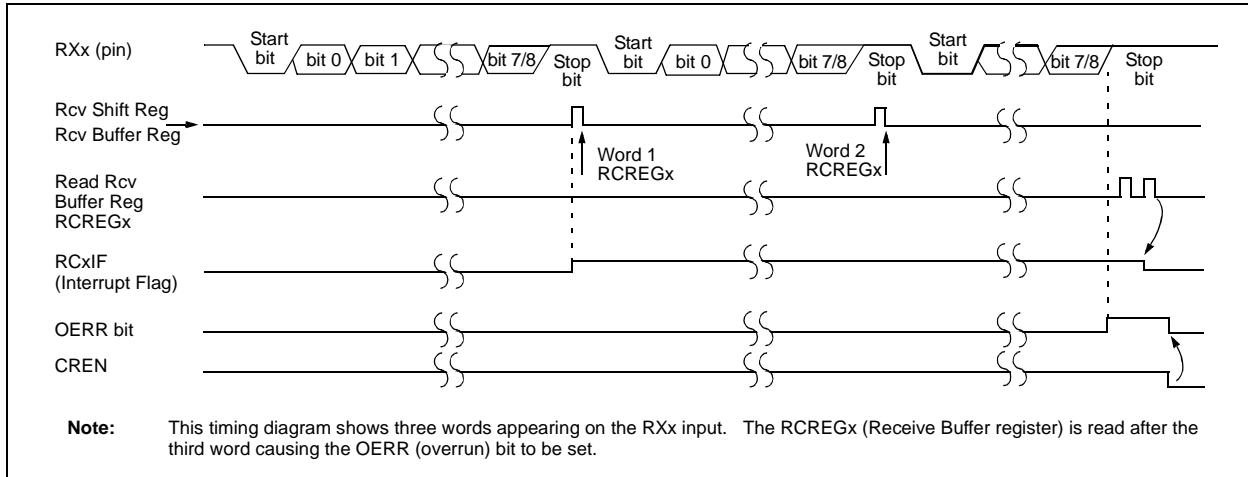 RXx (pin)
Start
bit
bit 0
bit 1
bit 7/8
Stop
bit
Start
bit
bit 0
bit 7/8
Stop
bit
Start
bit
bit 7/8
Stop
bit
Rcv Shift Reg
Rcv Buffer Reg
Word 1
RCREGx
Word 2
RCREGx
Read Rcv
Buffer Reg
RCREGx
RCxIF
(Interrupt Flag)
OERR bit
CREN
Note: This timing diagram shows three words appearing on the RXx input. The RCREGx (Receive Buffer register) is read after the
third word causing the OERR (overrun) bit to be set.